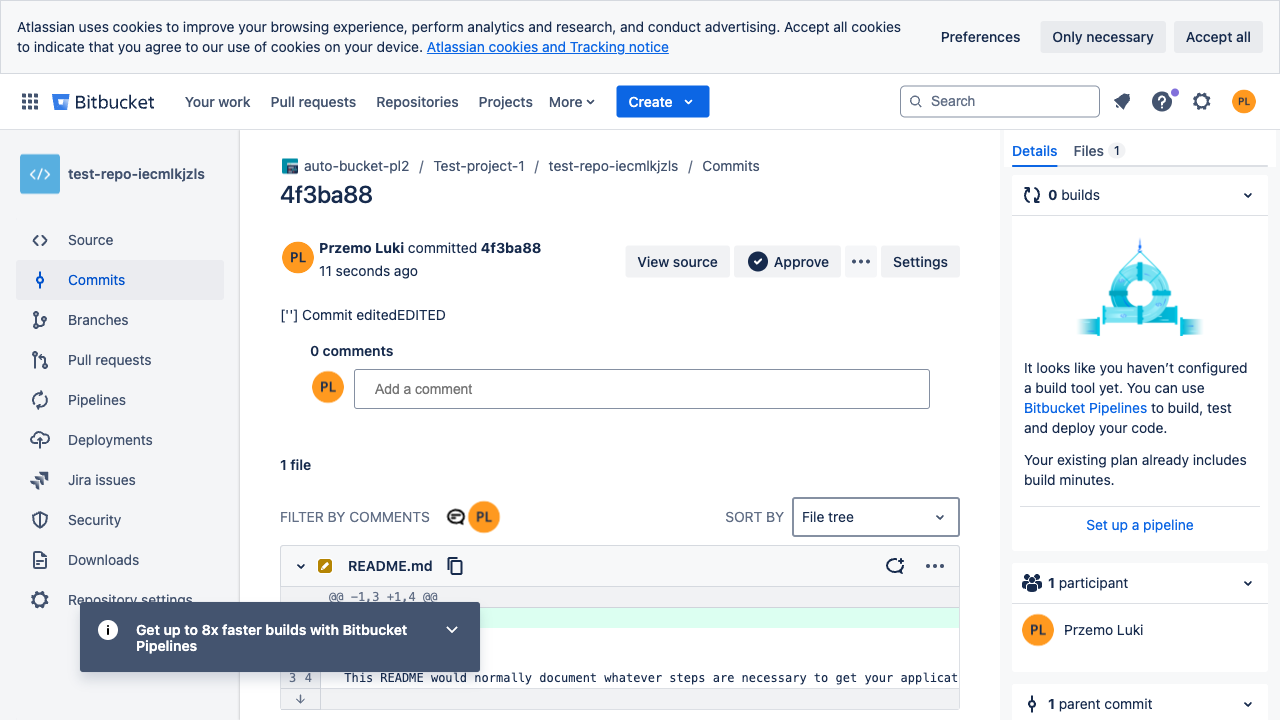 Atlassian uses cookies to improve your browsing experience, perform analytics and research, and conduct advertising. Accept all cookies
to indicate that you agree to our use of cookies on your device. Atlassian cookies and Tracking notice
Preferences
Only necessary
Accept all
Bitbucket
Your work
Pull requests
Repositories
Projects
More
Create
Search
PL
</> test-repo-iecmlkjzls
Source
Commits
Branches
Pull requests
Pipelines
Deployments
Jira issues
Security
Downloads
Repository settings
auto-bucket-pl2 / Test-project-1 / test-repo-iecmlkjzls / Commits
4f3ba88
PL
Przemo Luki committed 4f3ba88
11 seconds ago
View source
Approve
Settings
[''] Commit editedEDITED
0 comments
PL
Add a comment
1 file
FILTER BY COMMENTS
PL
SORT BY
File tree
README.md
@@ -1,3 +1,4 @@
3 4 This README would normally document whatever steps are necessary to get your applicat
Get up to 8x faster builds with Bitbucket
Pipelines
Details
Files 1
0 builds
It looks like you haven't configured
a build tool yet. You can use
Bitbucket Pipelines to build, test
and deploy your code.
Your existing plan already includes
build minutes.
Set up a pipeline
1 participant
PL
Przemo Luki
1 parent commit